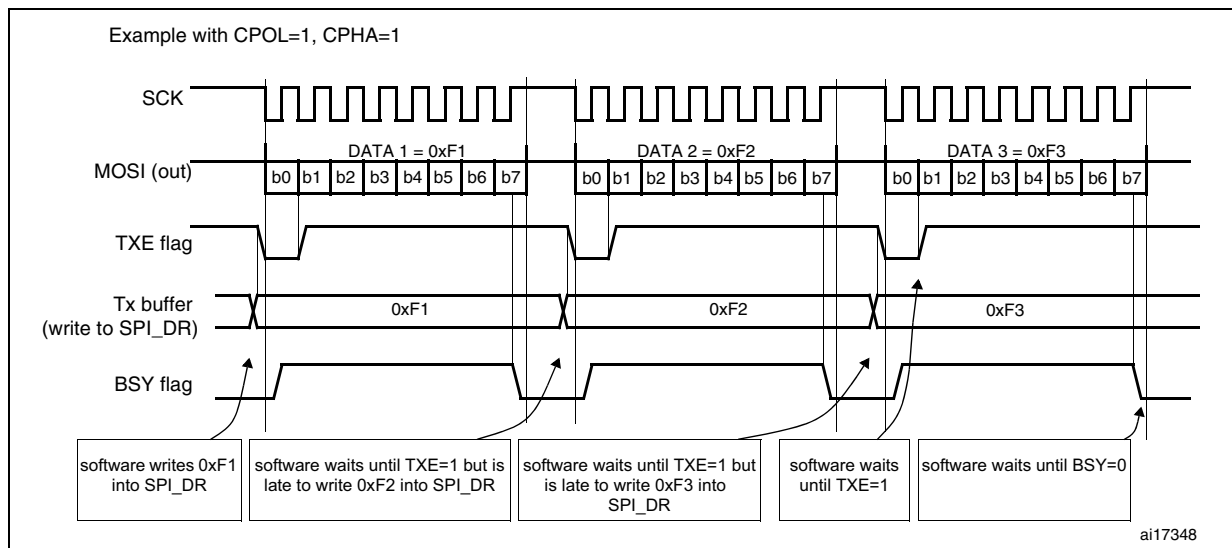 Example with CPOL=1, CPHA=1
SCK
DATA 1 = 0xF1
DATA 2 = 0xF2
DATA 3 = 0xF3
MOSI (out)
b0 b1 b2 b3 b4 b5 b6 b7
b0 b1 b2 b3 b4 b5 b6 b7
b0 b1 b2 b3 b4 b5 b6 b7
TXE flag
Tx buffer
(write to SPI_DR)
0xF1
0xF2
0xF3
BSY flag
software writes 0xF1
into SPI_DR
software waits until TXE=1 but is
late to write 0xF2 into SPI_DR
software waits until TXE=1 but
is late to write 0xF3 into
SPI_DR
software waits
until TXE=1
software waits until BSY=0
ai17348